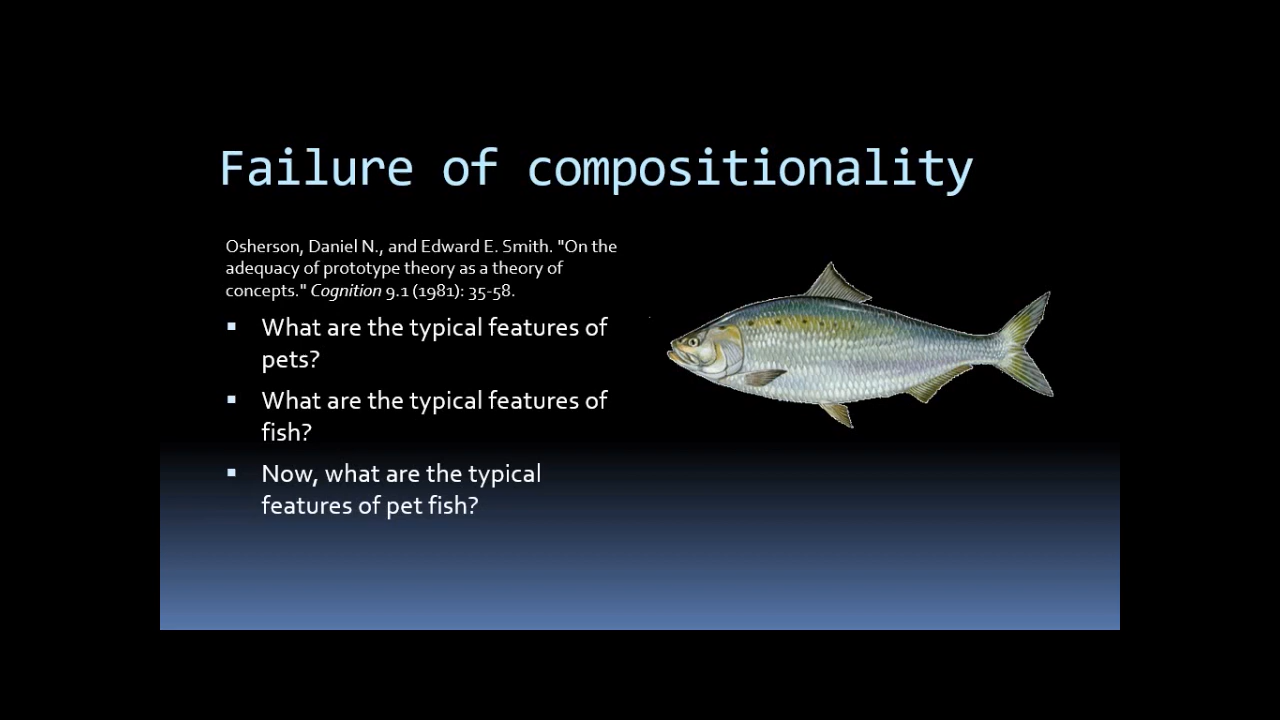 Failure of compositionality
Osherson, Daniel N., and Edward E. Smith. "On the
adequacy of prototype theory as a theory of
concepts." Cognition 9.1 (1981): 35-58.
▪ What are the typical features of
pets?
▪ What are the typical features of
fish?
▪ Now, what are the typical
features of pet fish?